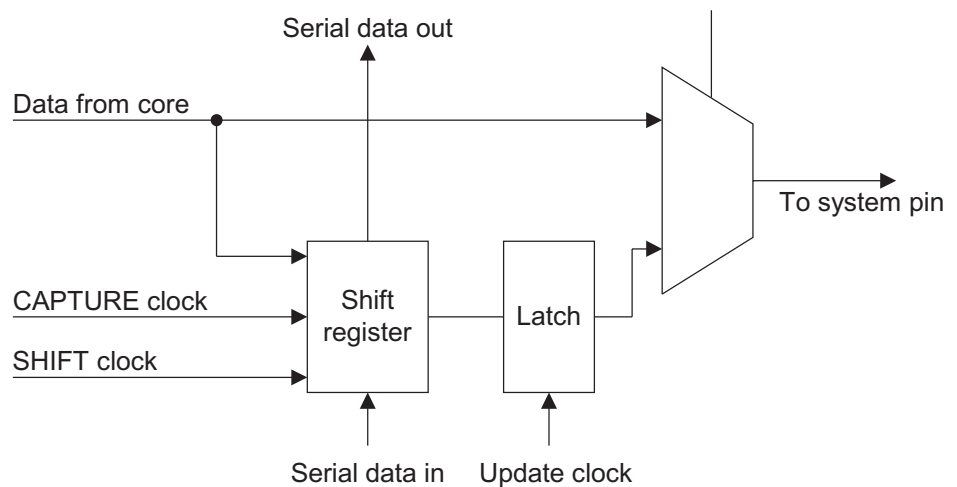 Serial data out
Data from core
To system pin
CAPTURE clock
Shift
register
Latch
SHIFT clock
Serial data in
Update clock